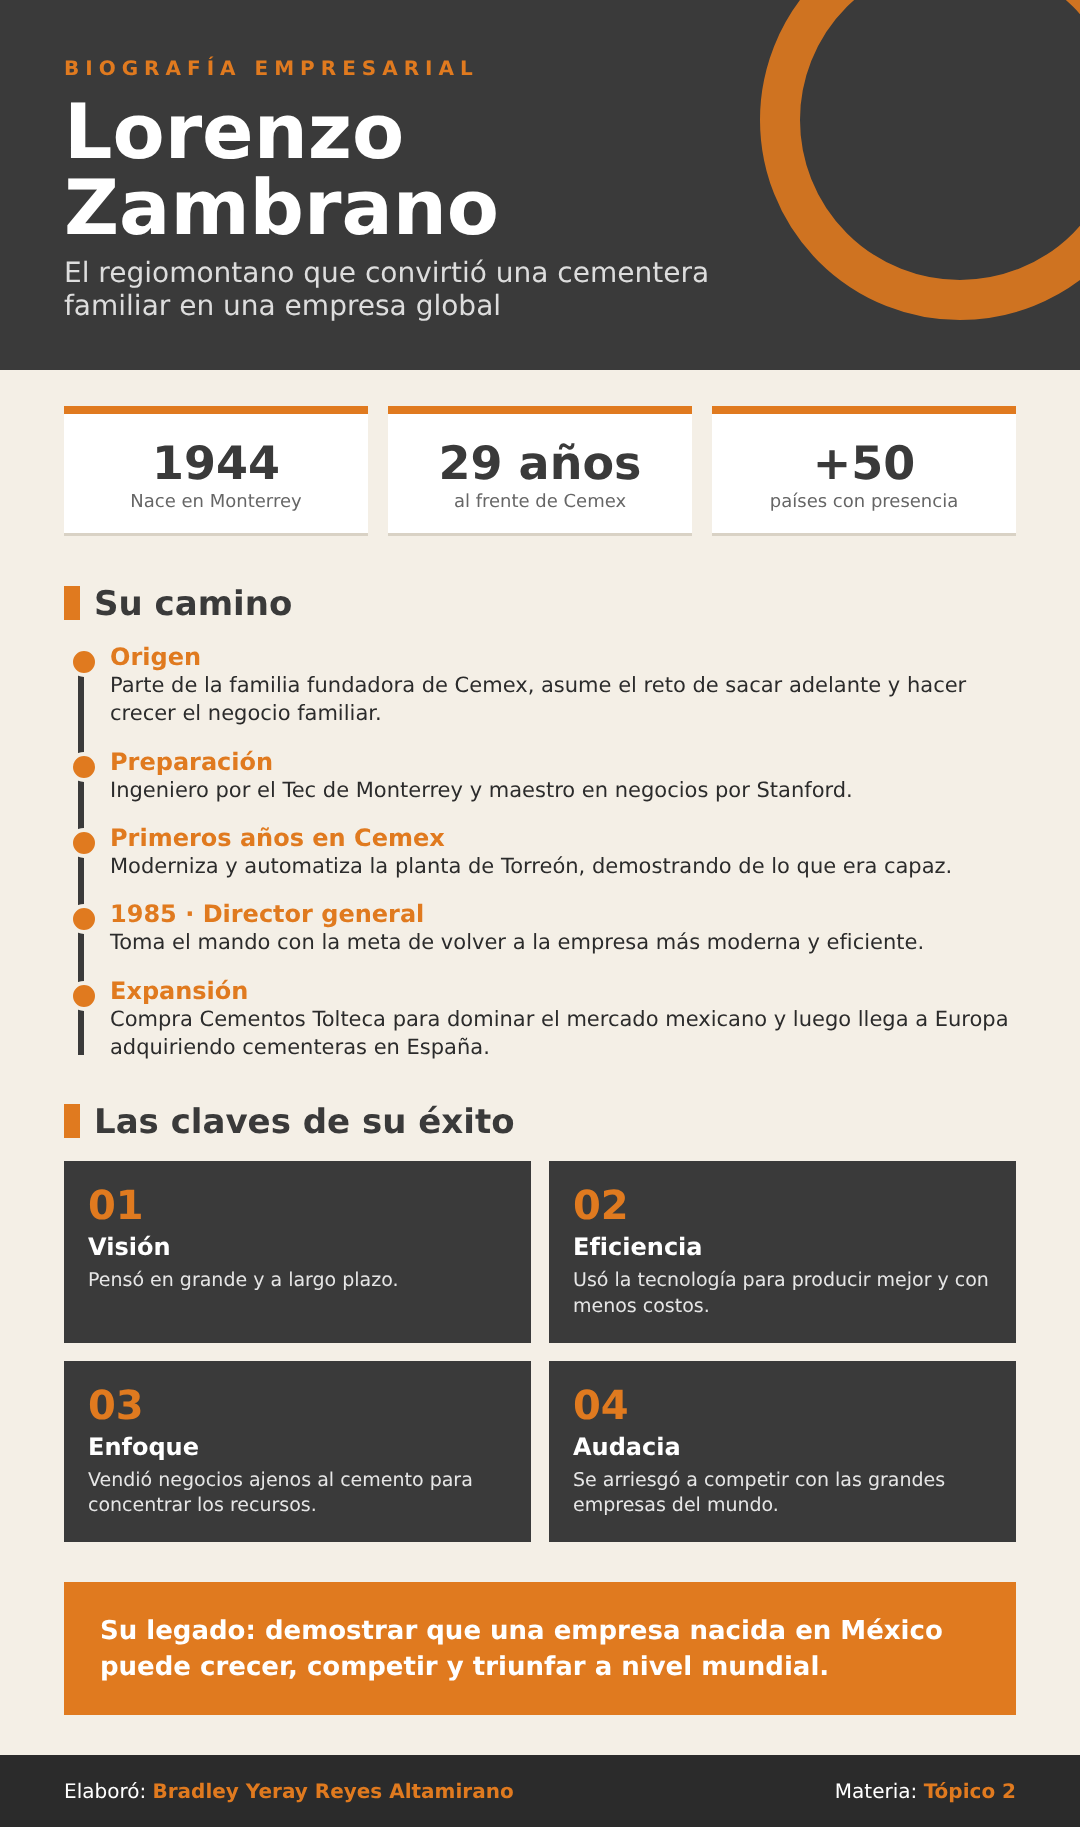 BIOGRAFÍA EMPRESARIAL
Lorenzo
Zambrano
El regiomontano que convirtió una cementera
familiar en una empresa global
1944
Nace en Monterrey
29 años
al frente de Cemex
+50
países con presencia
Su camino
Origen
Parte de la familia fundadora de Cemex, asume el reto de sacar adelante y hacer
crecer el negocio familiar.
Preparación
Ingeniero por el Tec de Monterrey y maestro en negocios por Stanford.
Primeros años en Cemex
Moderniza y automatiza la planta de Torreón, demostrando de lo que era capaz.
1985 · Director general
Toma el mando con la meta de volver a la empresa más moderna y eficiente.
Expansión
Compra Cementos Tolteca para dominar el mercado mexicano y luego llega a Europa
adquiriendo cementeras en España.
Las claves de su éxito
01
Visión
Pensó en grande y a largo plazo.
02
Eficiencia
Usó la tecnología para producir mejor y con
menos costos.
03
Enfoque
Vendió negocios ajenos al cemento para
concentrar los recursos.
04
Audacia
Se arriesgó a competir con las grandes
empresas del mundo.
Su legado: demostrar que una empresa nacida en México
puede crecer, competir y triunfar a nivel mundial.
Elaboró: Bradley Yeray Reyes Altamirano
Materia: Tópico 2